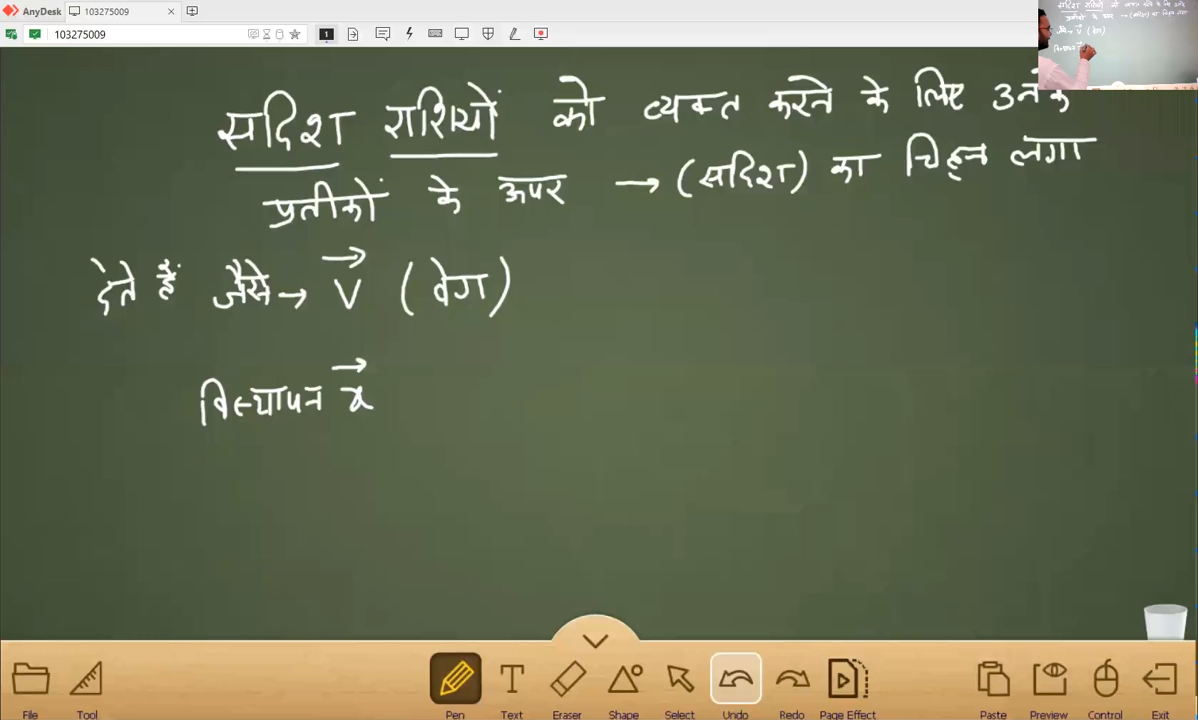 AnyDesk
103275009
103275009
1
सदिश राशियों को व्यक्त करने के लिए उनके
प्रतीकों के ऊपर → (सदिश) का चिह्न लगा
देते हैं जैसे→ V⃗ (वेग)
विस्थापन x⃗
File Tool Pen Text Eraser Shape Select Undo Redo Page Effect Paste Preview Control Exit